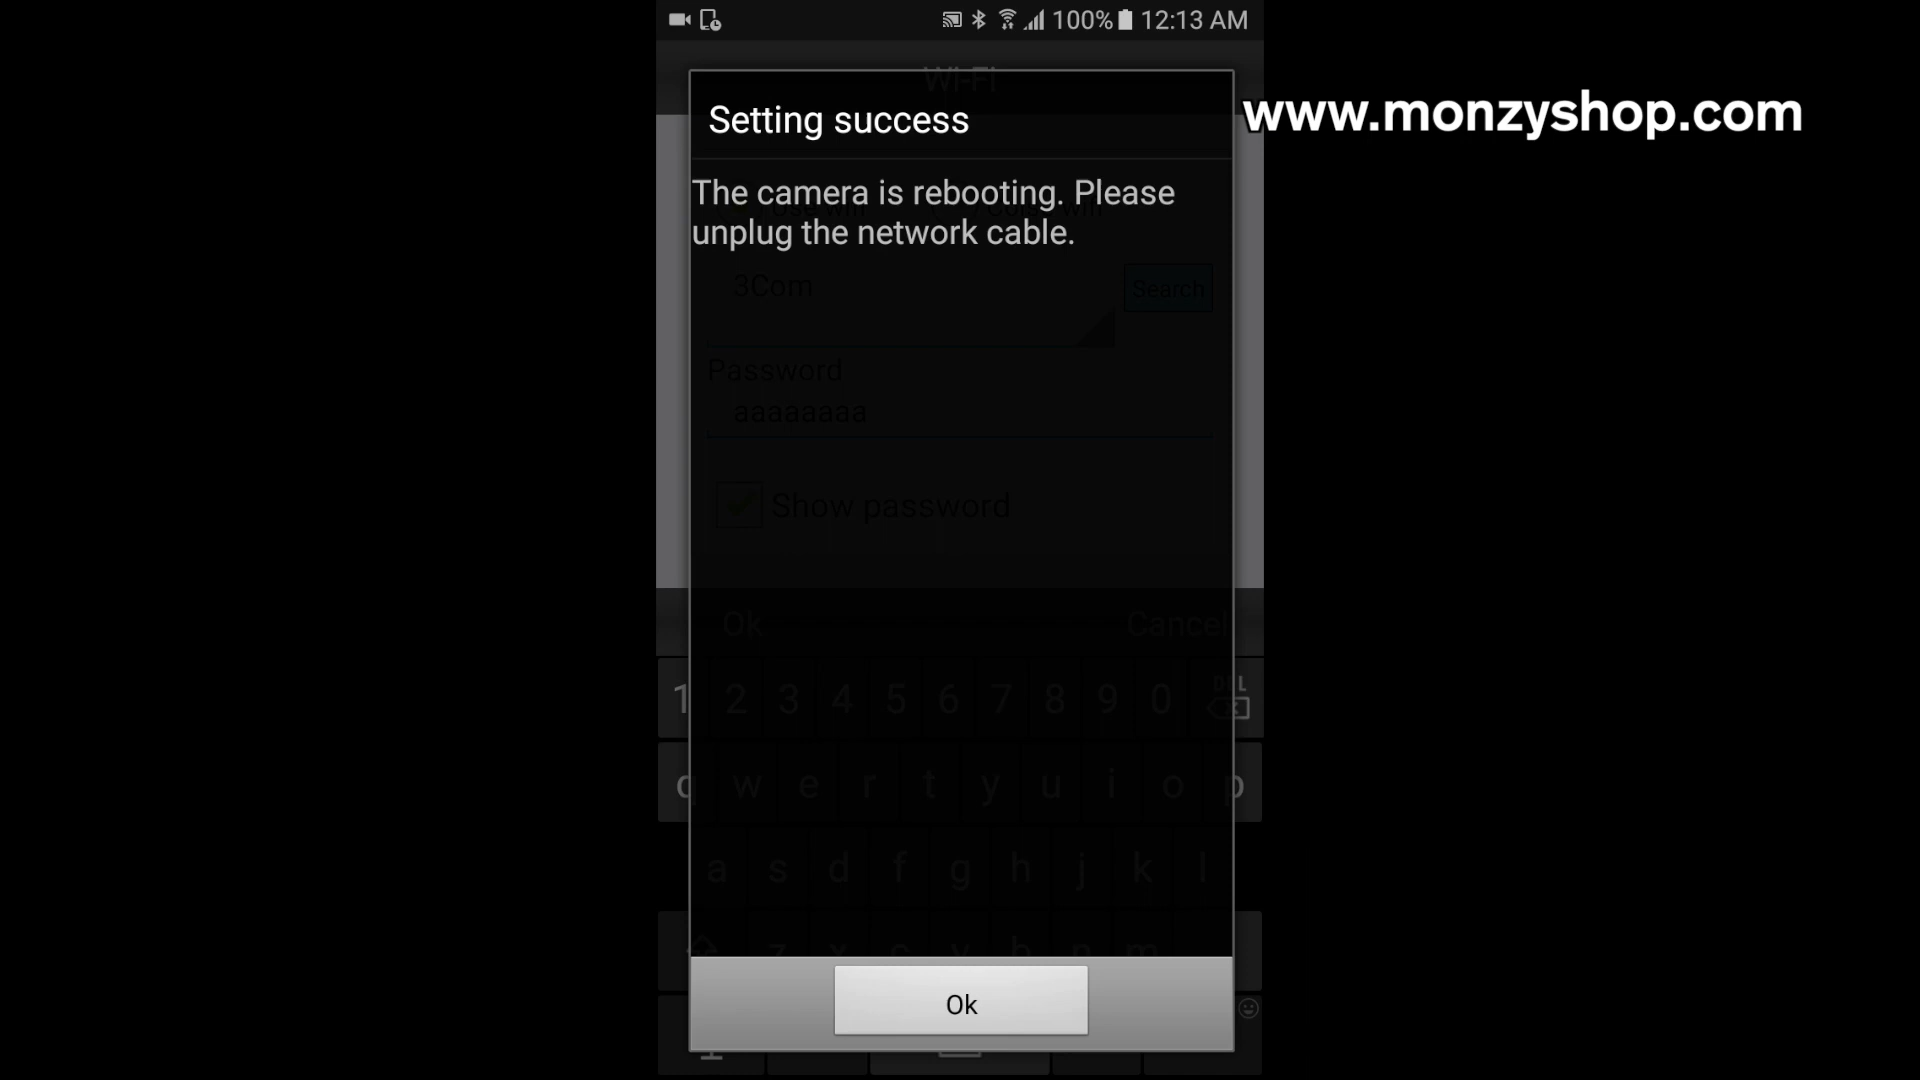 100% 12:13 AM
Wi-Fi
www.monzyshop.com
Setting success
The camera is rebooting. Please
unplug the network cable.
3Com
Search
Password
aaaaaaaa
Show password
Ok Cancel
1 2 3 4 5 6 7 8 9 0 DEL
q w e r t y u i o p
a s d f g h j k l
z x c v b n m
Ok